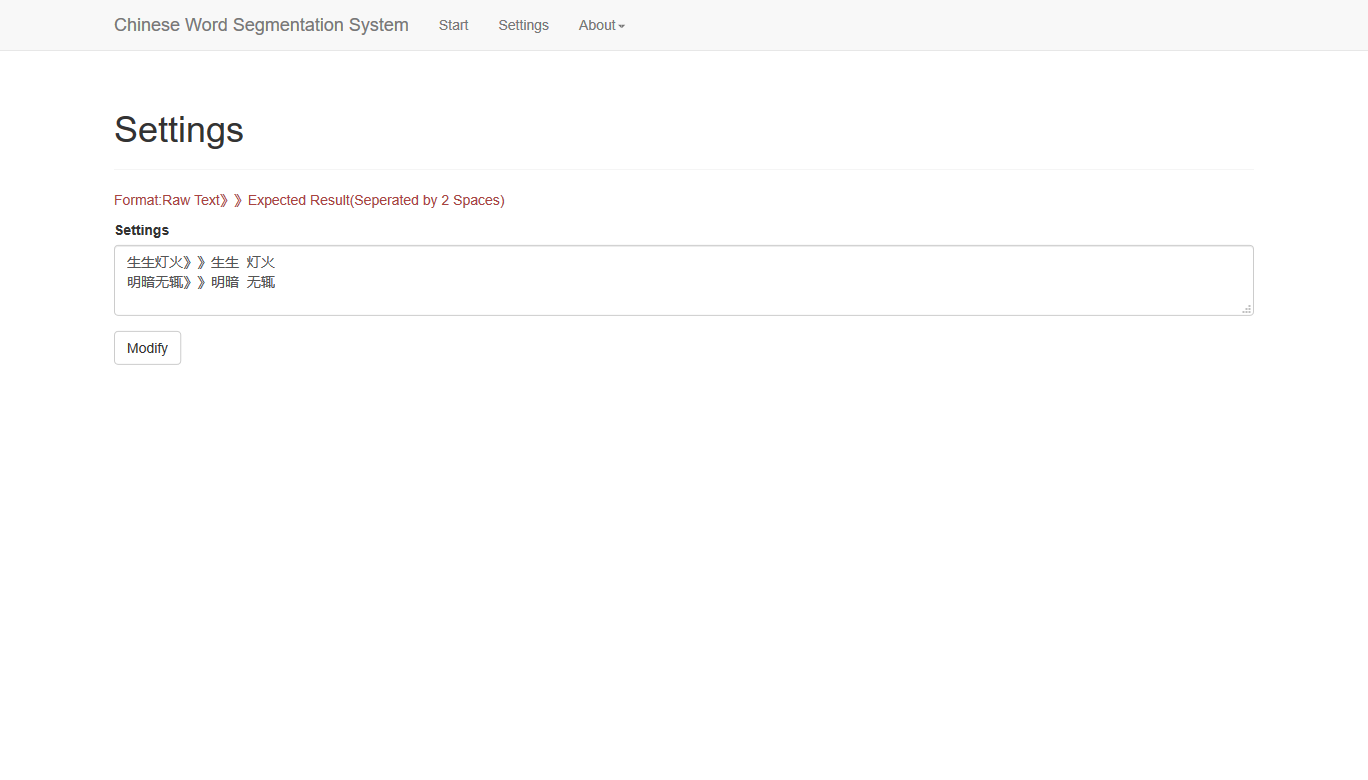 Chinese Word Segmentation System Start Settings About
Settings
Format:Raw Text》》Expected Result(Seperated by 2 Spaces)
Settings
生生灯火》》生生  灯火
明暗无辄》》明暗  无辄
Modify